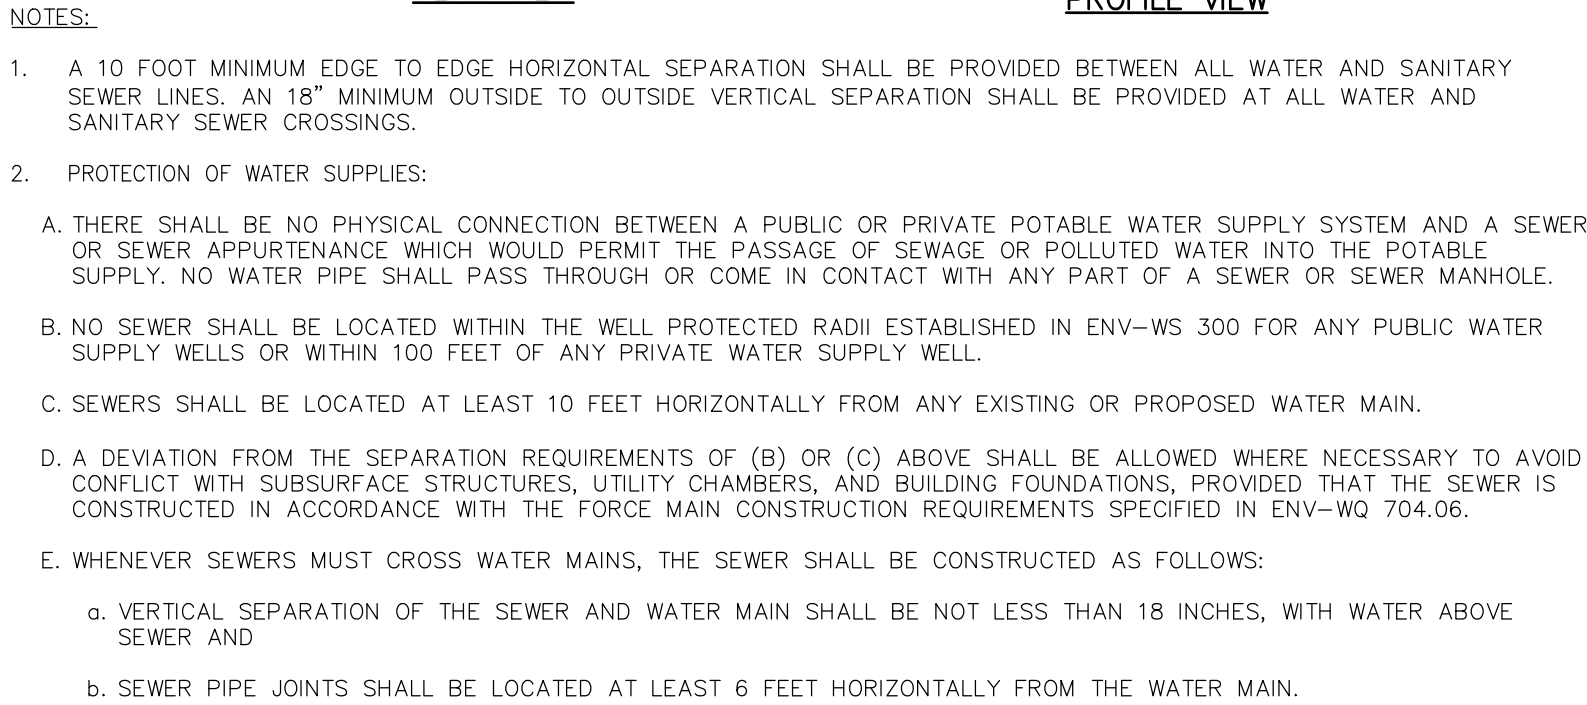 PROFILE VIEW
NOTES:
1. A 10 FOOT MINIMUM EDGE TO EDGE HORIZONTAL SEPARATION SHALL BE PROVIDED BETWEEN ALL WATER AND SANITARY
SEWER LINES. AN 18” MINIMUM OUTSIDE TO OUTSIDE VERTICAL SEPARATION SHALL BE PROVIDED AT ALL WATER AND
SANITARY SEWER CROSSINGS.
2. PROTECTION OF WATER SUPPLIES:
A. THERE SHALL BE NO PHYSICAL CONNECTION BETWEEN A PUBLIC OR PRIVATE POTABLE WATER SUPPLY SYSTEM AND A SEWER
OR SEWER APPURTENANCE WHICH WOULD PERMIT THE PASSAGE OF SEWAGE OR POLLUTED WATER INTO THE POTABLE
SUPPLY. NO WATER PIPE SHALL PASS THROUGH OR COME IN CONTACT WITH ANY PART OF A SEWER OR SEWER MANHOLE.
B. NO SEWER SHALL BE LOCATED WITHIN THE WELL PROTECTED RADII ESTABLISHED IN ENV-WS 300 FOR ANY PUBLIC WATER
SUPPLY WELLS OR WITHIN 100 FEET OF ANY PRIVATE WATER SUPPLY WELL.
C. SEWERS SHALL BE LOCATED AT LEAST 10 FEET HORIZONTALLY FROM ANY EXISTING OR PROPOSED WATER MAIN.
D. A DEVIATION FROM THE SEPARATION REQUIREMENTS OF (B) OR (C) ABOVE SHALL BE ALLOWED WHERE NECESSARY TO AVOID
CONFLICT WITH SUBSURFACE STRUCTURES, UTILITY CHAMBERS, AND BUILDING FOUNDATIONS, PROVIDED THAT THE SEWER IS
CONSTRUCTED IN ACCORDANCE WITH THE FORCE MAIN CONSTRUCTION REQUIREMENTS SPECIFIED IN ENV-WQ 704.06.
E. WHENEVER SEWERS MUST CROSS WATER MAINS, THE SEWER SHALL BE CONSTRUCTED AS FOLLOWS:
a. VERTICAL SEPARATION OF THE SEWER AND WATER MAIN SHALL BE NOT LESS THAN 18 INCHES, WITH WATER ABOVE
SEWER AND
b. SEWER PIPE JOINTS SHALL BE LOCATED AT LEAST 6 FEET HORIZONTALLY FROM THE WATER MAIN.